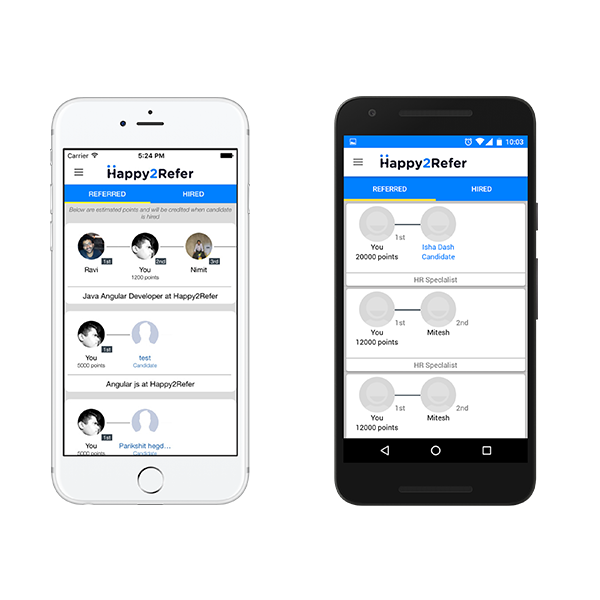 Carrier 5:24 PM
Happy2Refer
REFERRED HIRED
Below are estimated points and will be credited when candidate
is hired
1st 2nd 3rd
Ravi You Nimit
1200 points
Java Angular Developer at Happy2Refer
1st
You test
5000 points Candidate
Angular js at Happy2Refer
1st
You Parikshit hegd...
5000 points Candidate
10:03
Happy2Refer
REFERRED HIRED
1st
You Isha Dash
20000 points Candidate
HR Specialist
1st 2nd
You Mitesh
12000 points
HR Specialist
1st 2nd
You Mitesh
12000 points